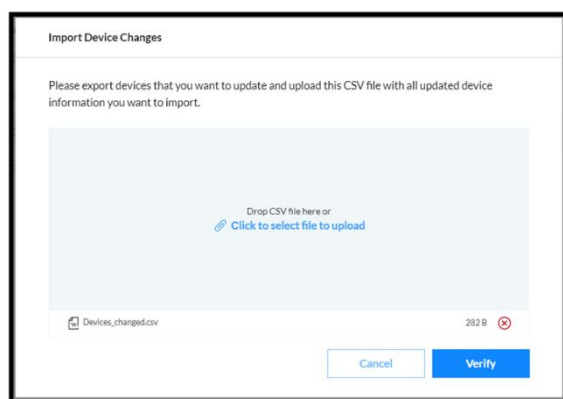 Import Device Changes
Please export devices that you want to update and upload this CSV file with all updated device
information you want to import.
Drop CSV file here or
Click to select file to upload
Devices_changed.csv 282 B
Cancel Verify